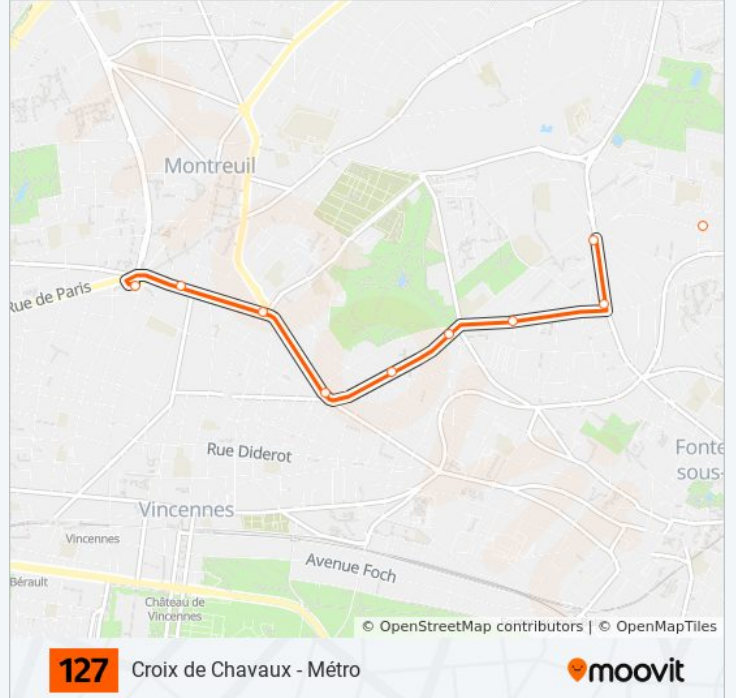 Montreuil
Rue de Paris
Rue Diderot
Fonte
sous-
Vincennes
Vincennes
Avenue Foch
Bérault
Château de
Vincennes
© OpenStreetMap contributors | © OpenMapTiles
127 Croix de Chavaux - Métro
moovit